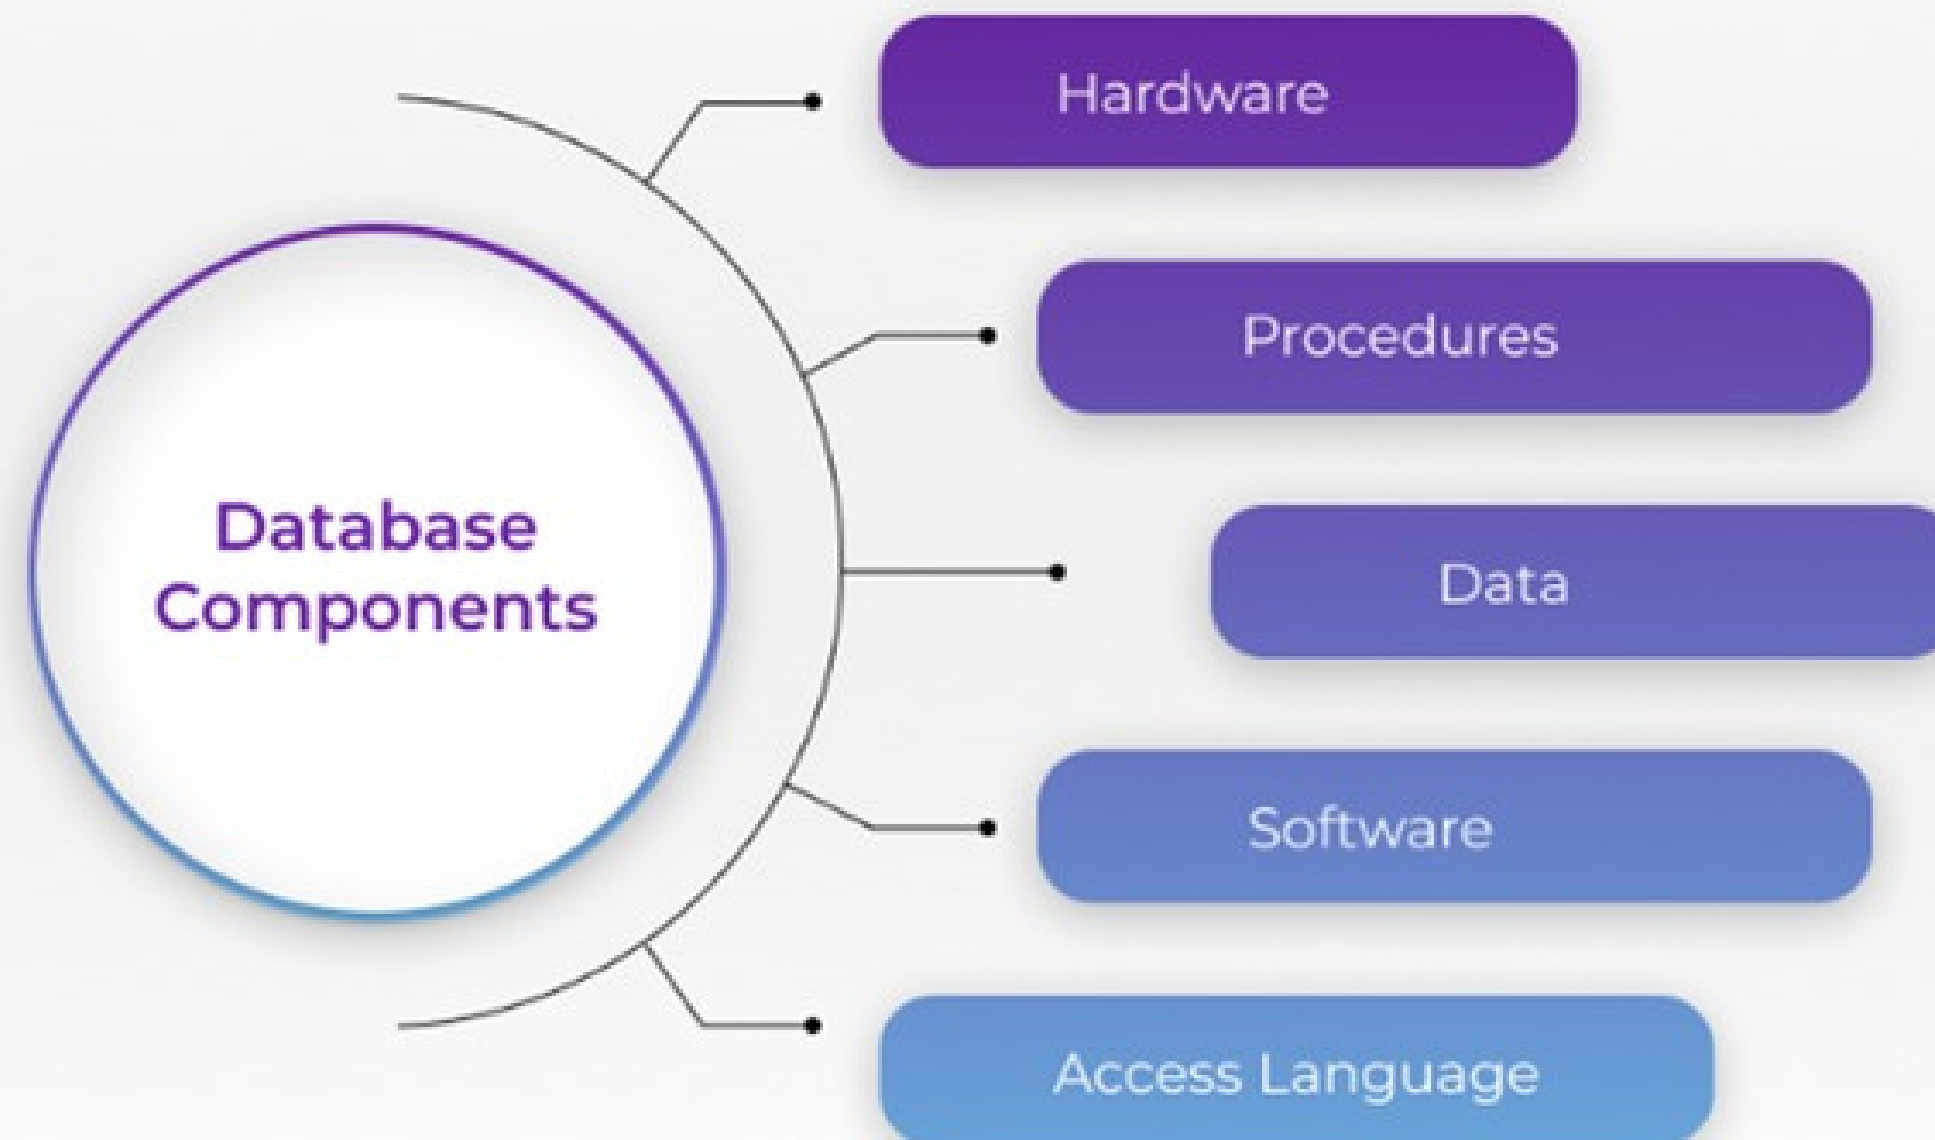 Database
Components
Hardware
Procedures
Data
Software
Access Language